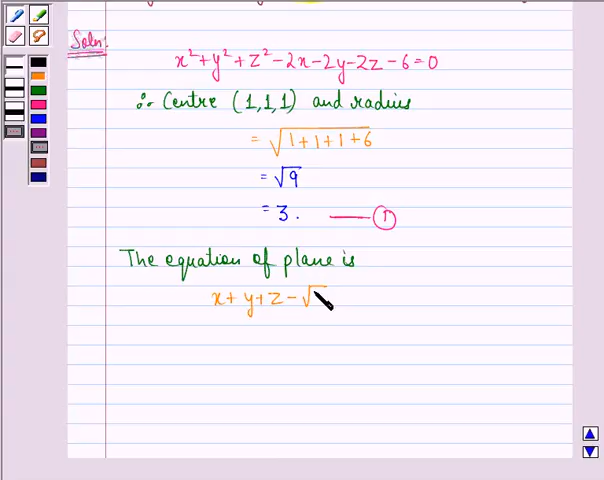 Soln:
x² + y² + z² - 2x - 2y - 2z - 6 = 0
∴ Centre (1,1,1) and radius
= √1+1+1+6
= √9
= 3. —— ①
The equation of plane is
x + y + z - √